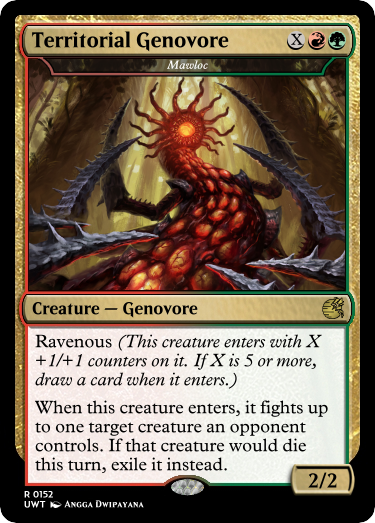 Territorial Genovore X
Mawloc
Creature — Genovore
Ravenous (This creature enters with X
+1/+1 counters on it. If X is 5 or more,
draw a card when it enters.)
When this creature enters, it fights up
to one target creature an opponent
controls. If that creature would die
this turn, exile it instead.
2/2
R 0152
UWT Angga Dwipayana